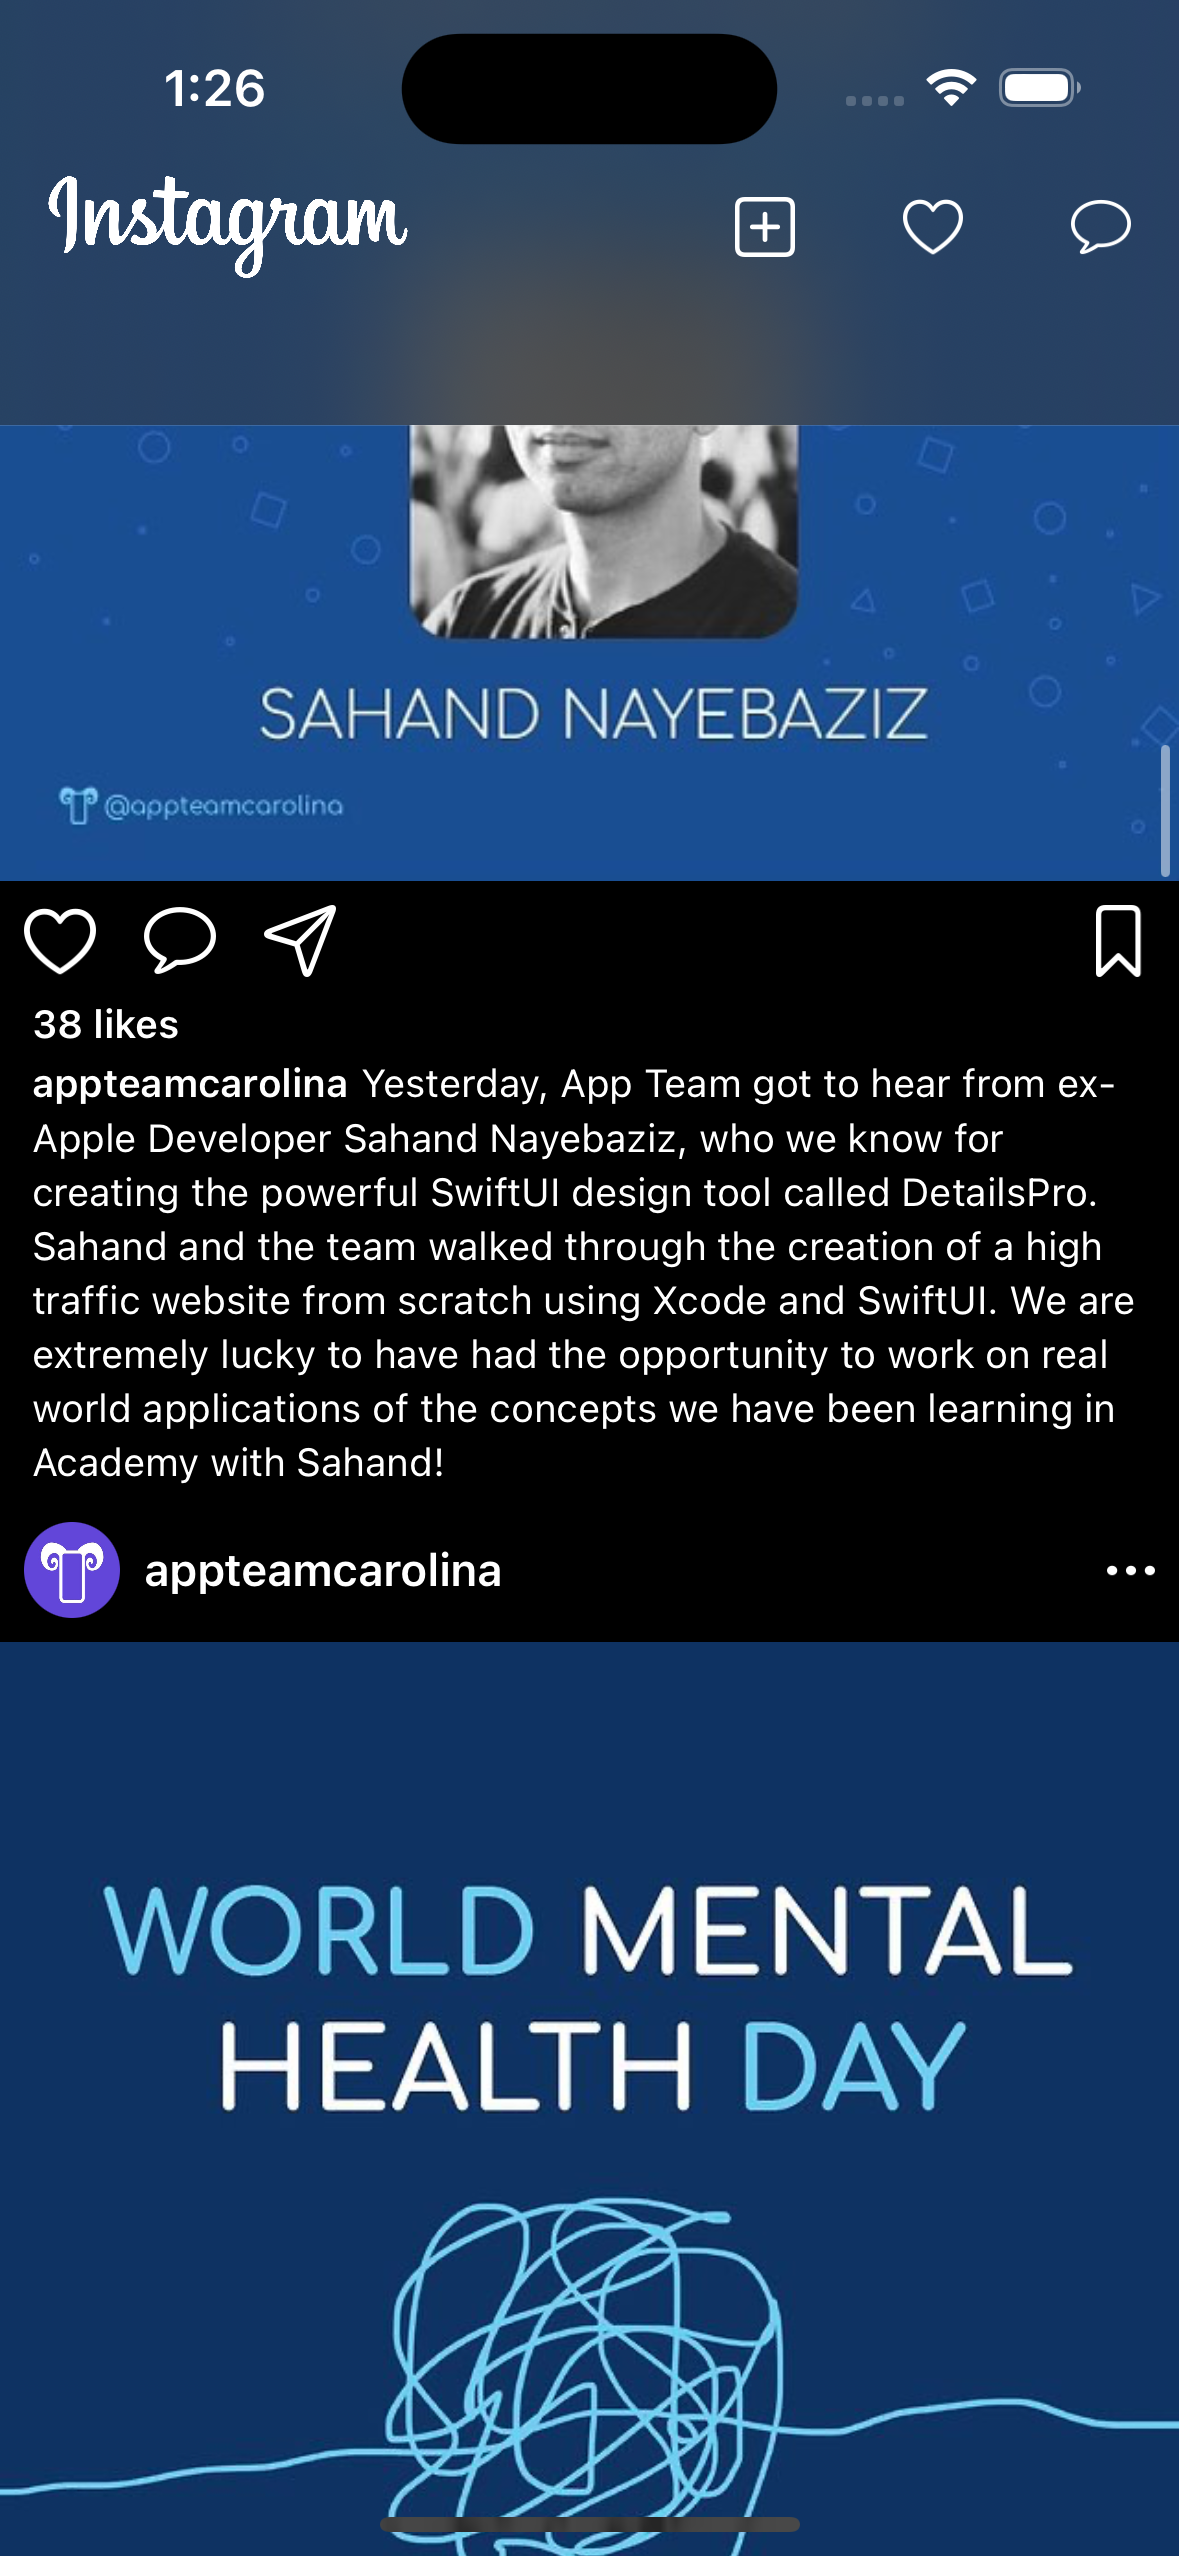 1:26
Instagram
SAHAND NAYEBAZIZ
@appteamcarolina
38 likes
appteamcarolina Yesterday, App Team got to hear from ex-
Apple Developer Sahand Nayebaziz, who we know for
creating the powerful SwiftUI design tool called DetailsPro.
Sahand and the team walked through the creation of a high
traffic website from scratch using Xcode and SwiftUI. We are
extremely lucky to have had the opportunity to work on real
world applications of the concepts we have been learning in
Academy with Sahand!
appteamcarolina
WORLD MENTAL
HEALTH DAY